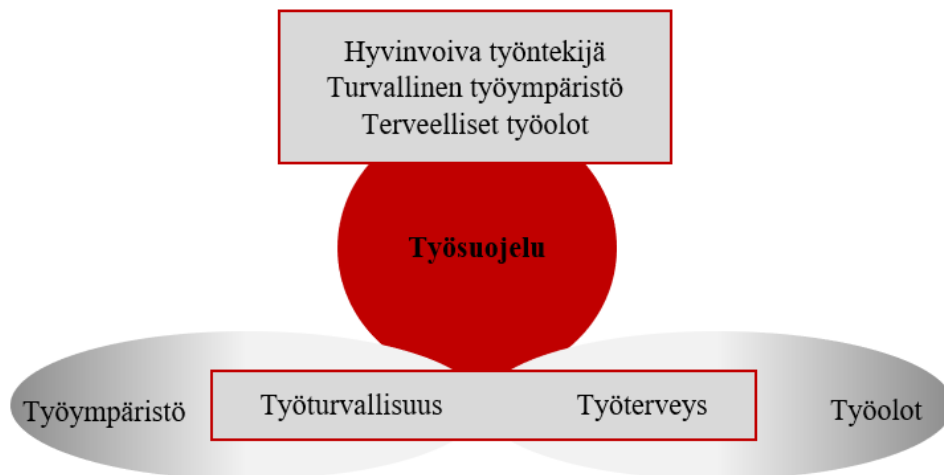 Hyvinvoiva työntekijä
Turvallinen työympäristö
Terveelliset työolot
Työsuojelu
Työympäristö
Työturvallisuus
Työterveys
Työolot